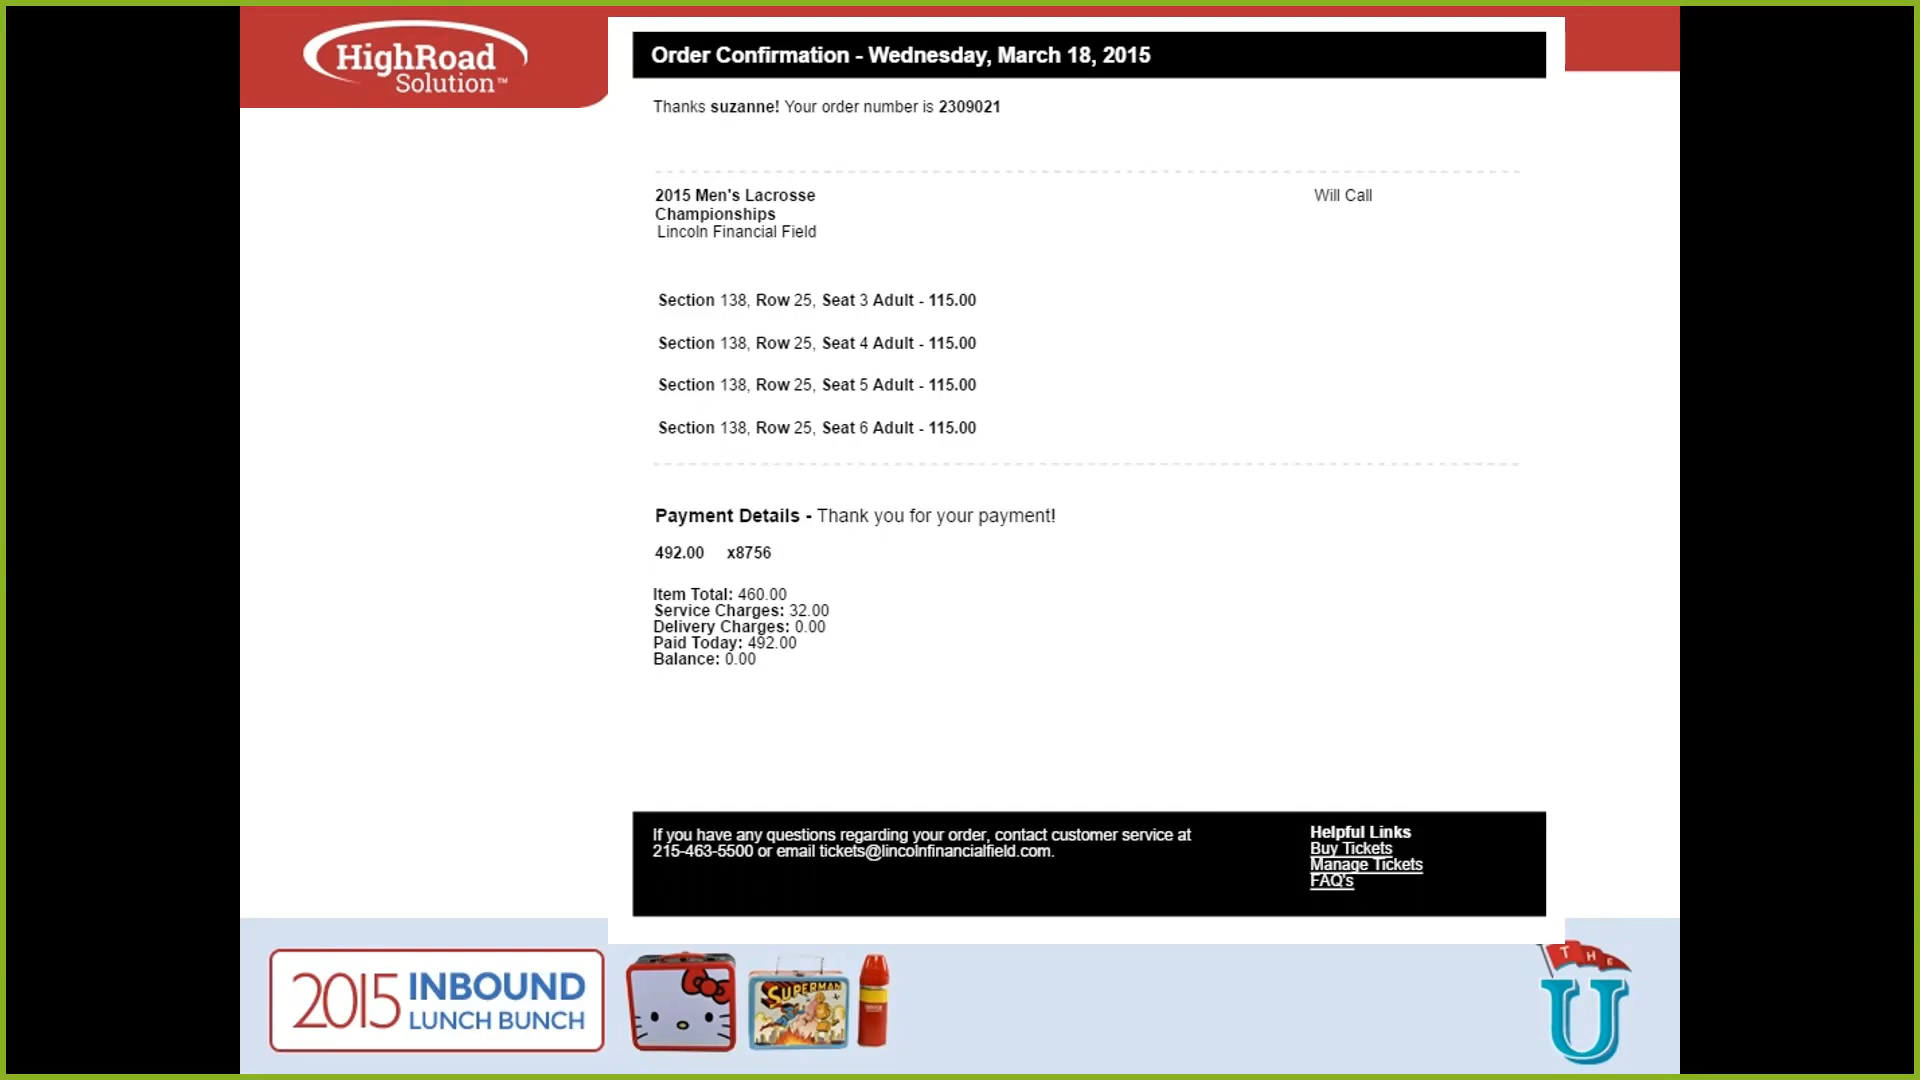 HighRoad
Solution™
Order Confirmation - Wednesday, March 18, 2015
Thanks suzanne! Your order number is 2309021
2015 Men's Lacrosse
Championships
Lincoln Financial Field
Will Call
Section 138, Row 25, Seat 3 Adult - 115.00
Section 138, Row 25, Seat 4 Adult - 115.00
Section 138, Row 25, Seat 5 Adult - 115.00
Section 138, Row 25, Seat 6 Adult - 115.00
Payment Details - Thank you for your payment!
492.00 x8756
Item Total: 460.00
Service Charges: 32.00
Delivery Charges: 0.00
Paid Today: 492.00
Balance: 0.00
If you have any questions regarding your order, contact customer service at
215-463-5500 or email tickets@lincolnfinancialfield.com.
Helpful Links
Buy Tickets
Manage Tickets
FAQ's
2015 INBOUND
LUNCH BUNCH
SUPERMAN
THE
U